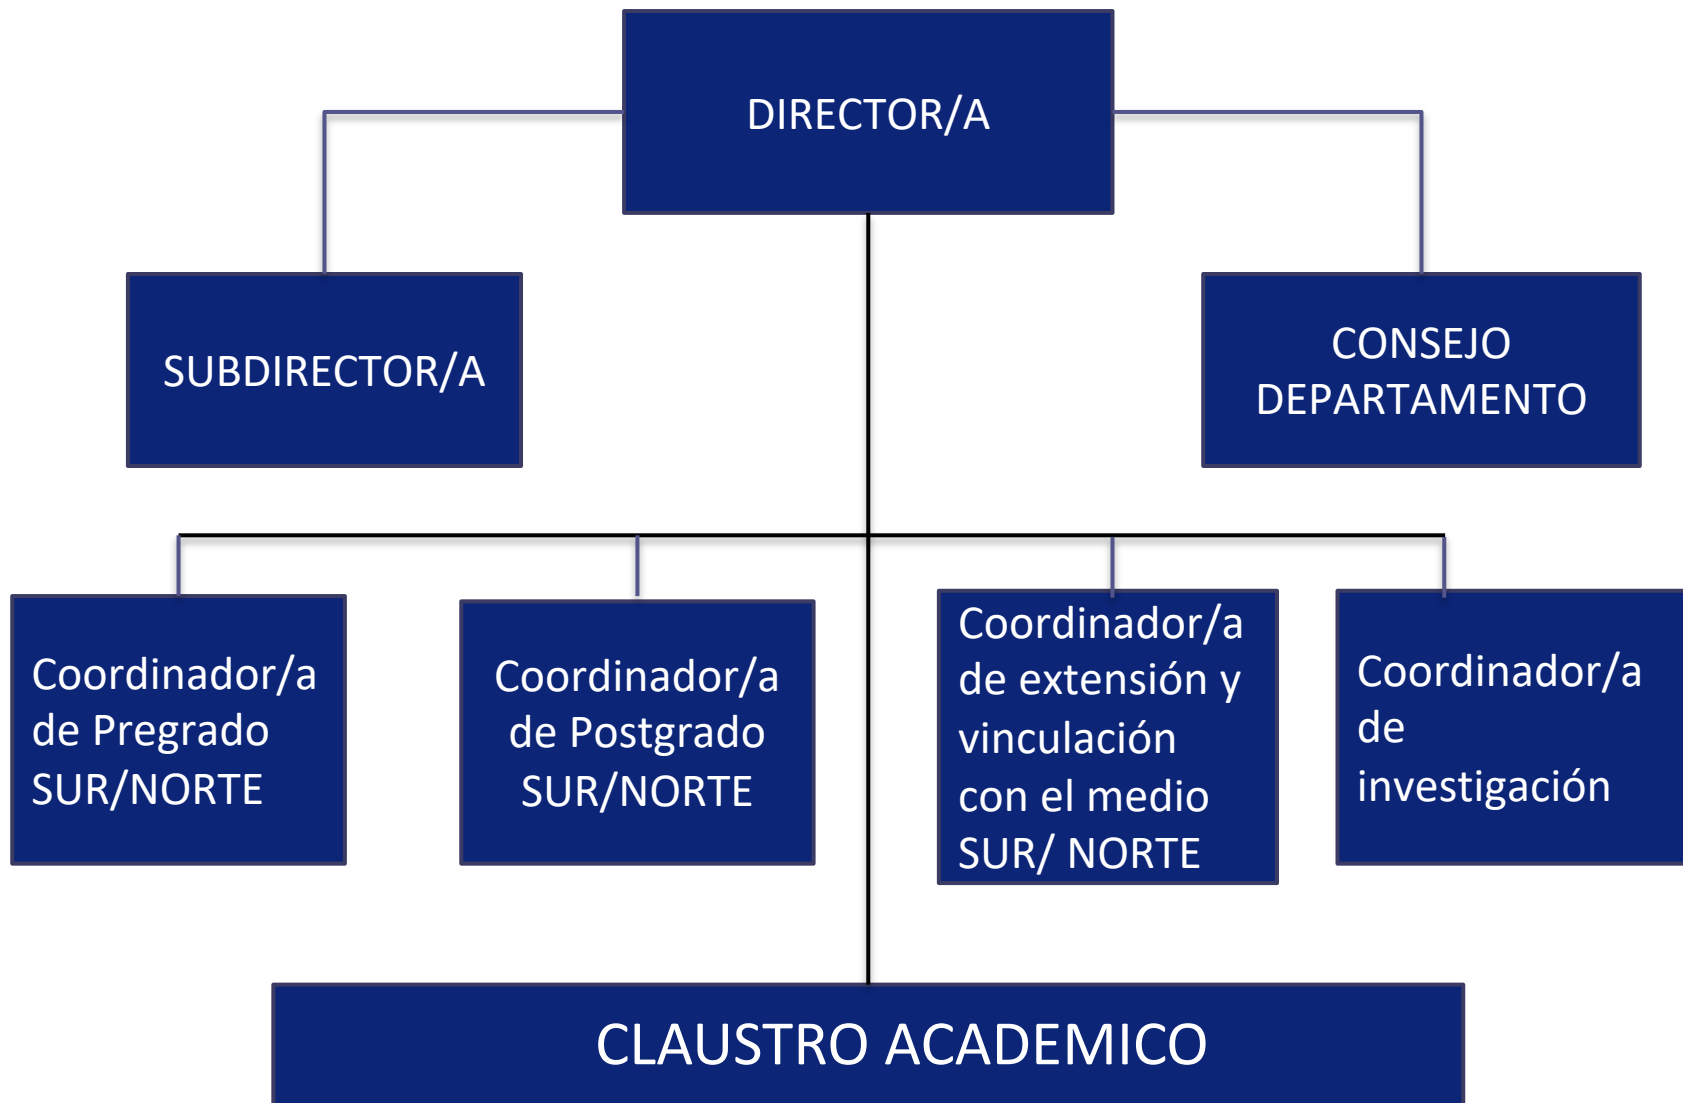 DIRECTOR/A
SUBDIRECTOR/A
CONSEJO
DEPARTAMENTO
Coordinador/a
de Pregrado
SUR/NORTE
Coordinador/a
de Postgrado
SUR/NORTE
Coordinador/a
de extensión y
vinculación
con el medio
SUR/ NORTE
Coordinador/a
de
investigación
CLAUSTRO ACADEMICO